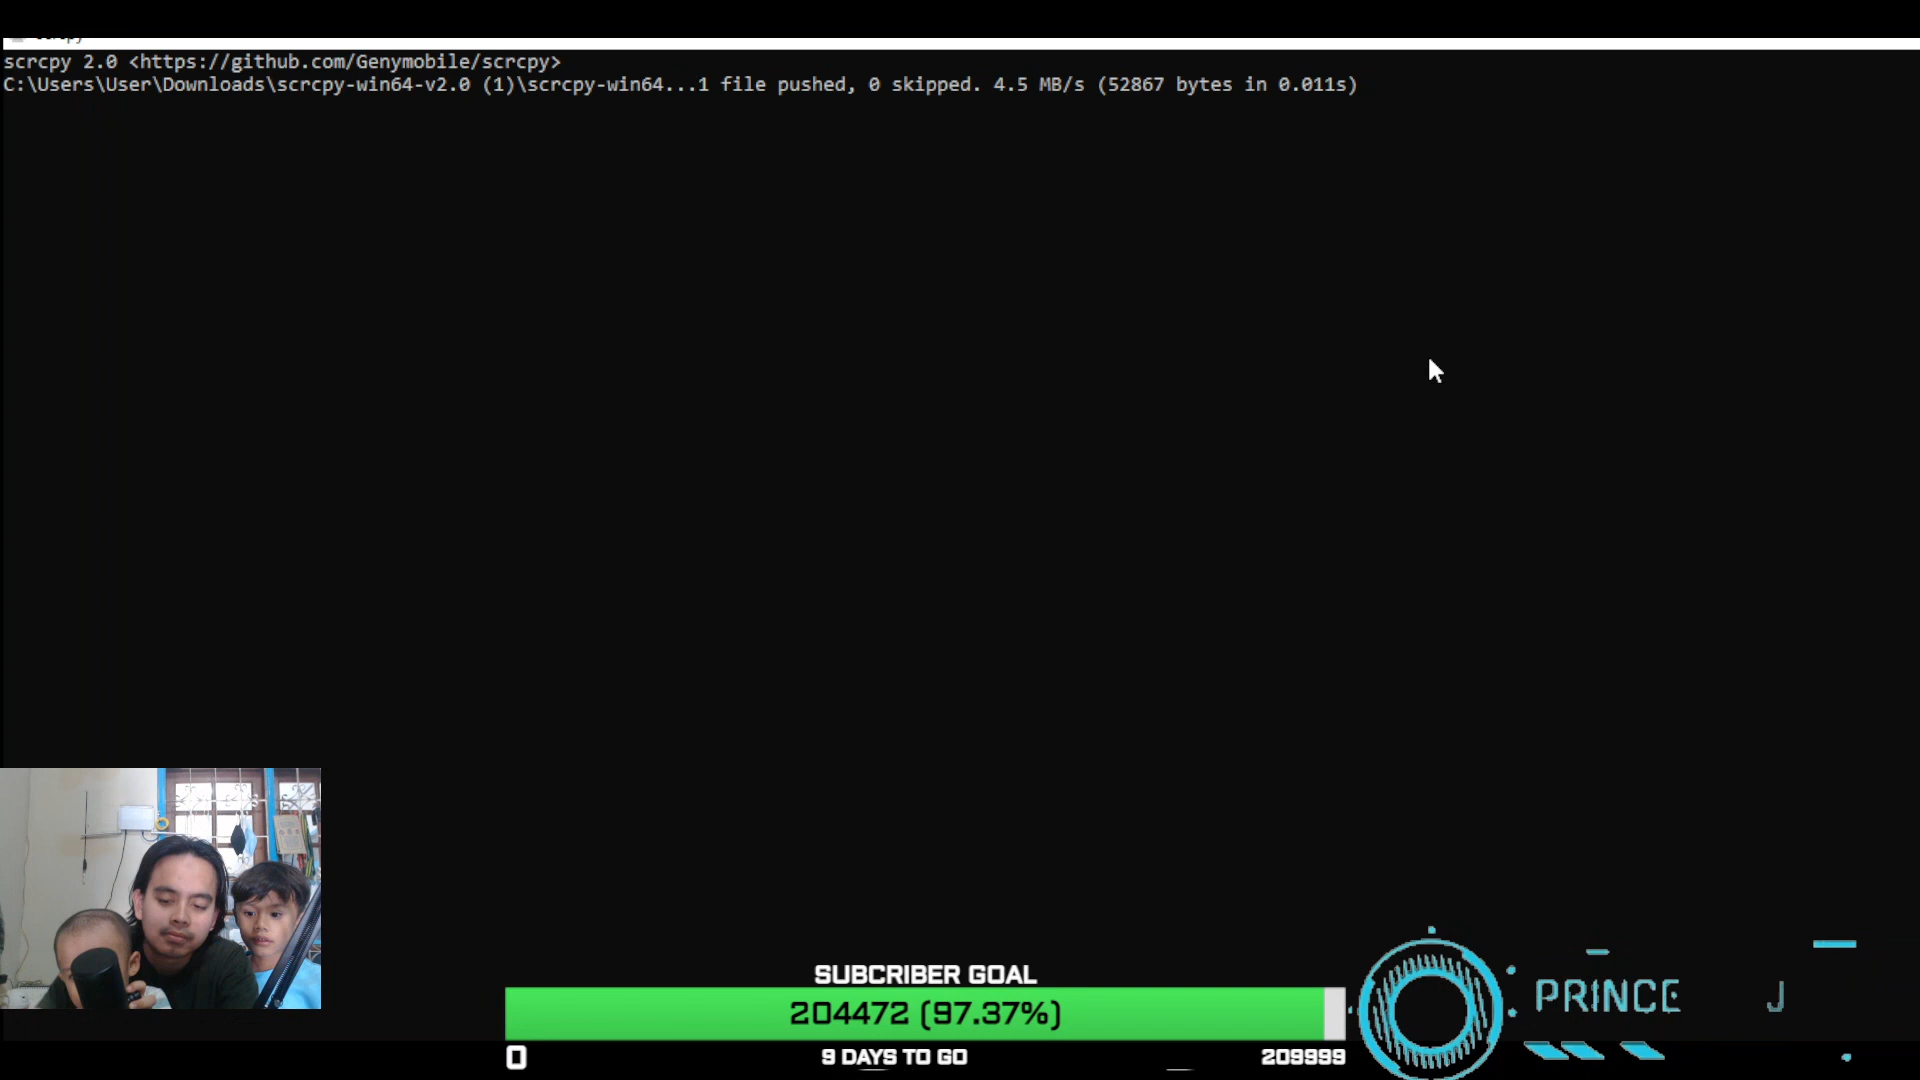 scrcpy 2.0 <https://github.com/Genymobile/scrcpy>
C:\Users\User\Downloads\scrcpy-win64-v2.0 (1)\scrcpy-win64...1 file pushed, 0 skipped. 4.5 MB/s (52867 bytes in 0.011s)
SUBCRIBER GOAL
204472 (97.37%)
0 9 DAYS TO GO 209999
PRINCE J